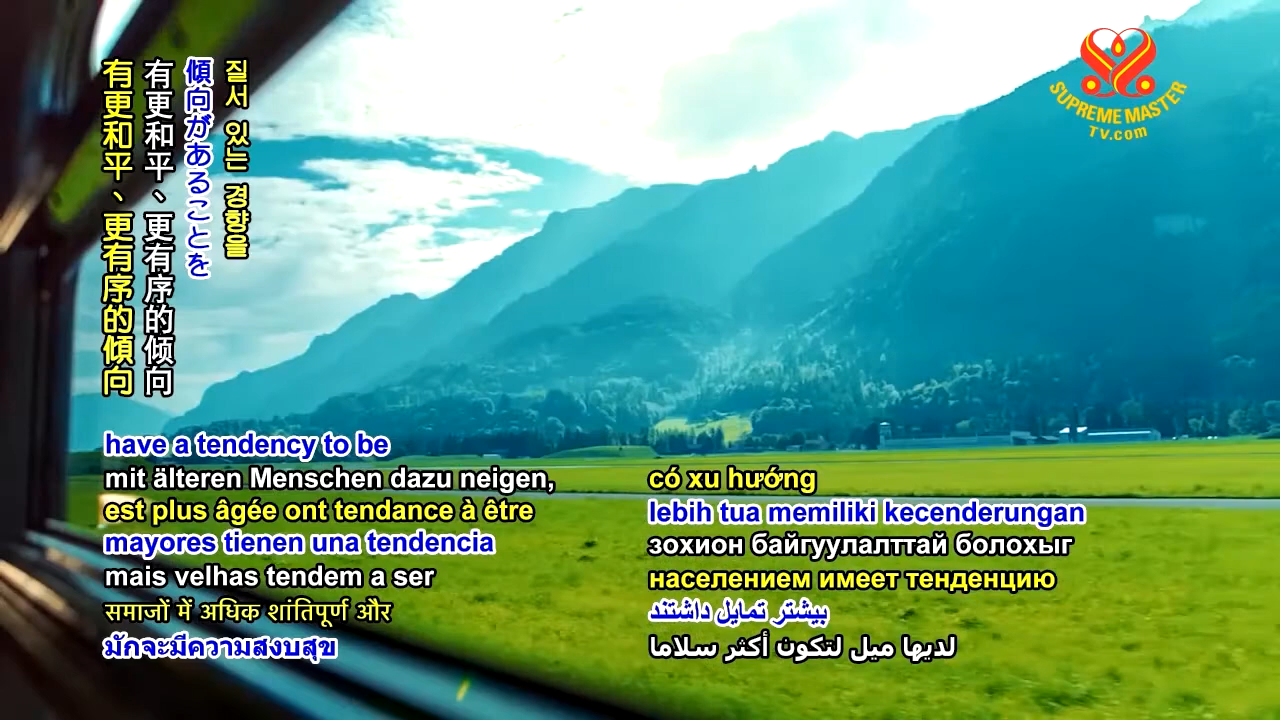 SUPREME MASTER
TV.com
질서 있는 경향을
傾向があることを
有更和平、更有序的倾向
有更和平、更有序的傾向
have a tendency to be
mit älteren Menschen dazu neigen,
est plus âgée ont tendance à être
mayores tienen una tendencia
mais velhas tendem a ser
समाजों में अधिक शांतिपूर्ण और
มักจะมีความสงบสุข
có xu hướng
lebih tua memiliki kecenderungan
зохион байгуулалттай болохыг
населением имеет тенденцию
بیشتر تمایل داشتند
لديها ميل لتكون أكثر سلاما